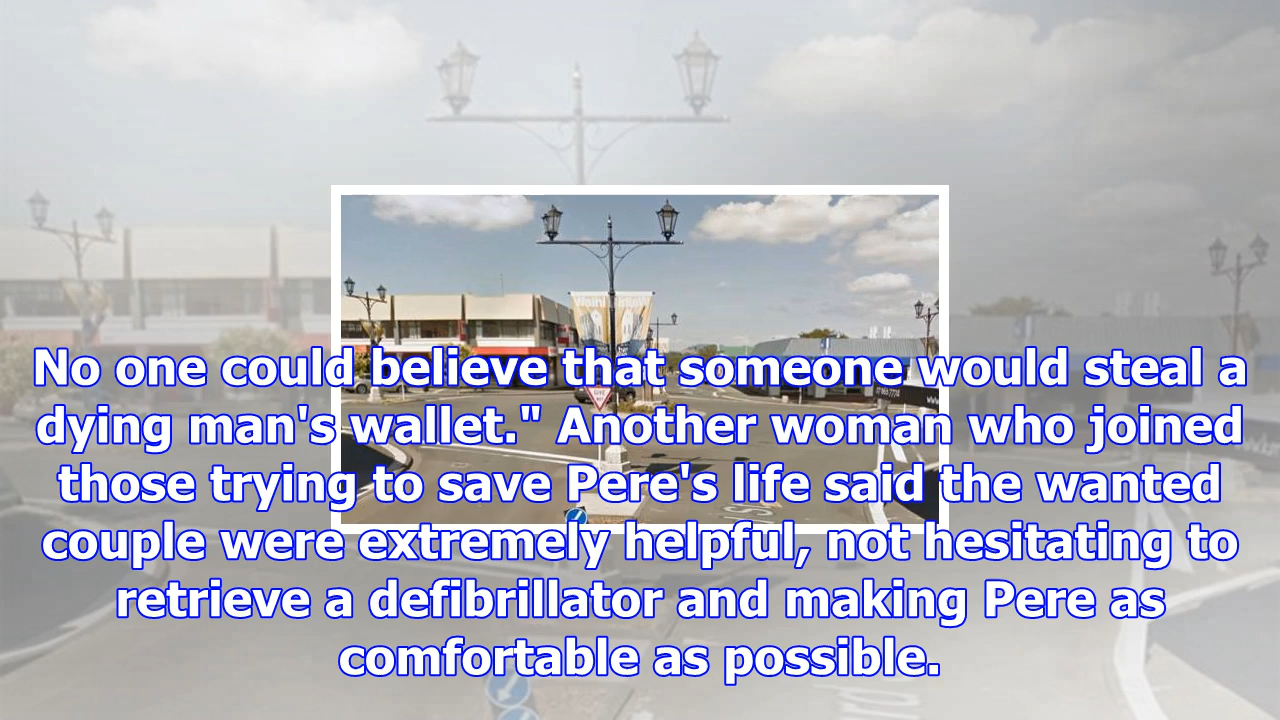 No one could believe that someone would steal a
dying man's wallet." Another woman who joined
those trying to save Pere's life said the wanted
couple were extremely helpful, not hesitating to
retrieve a defibrillator and making Pere as
comfortable as possible.